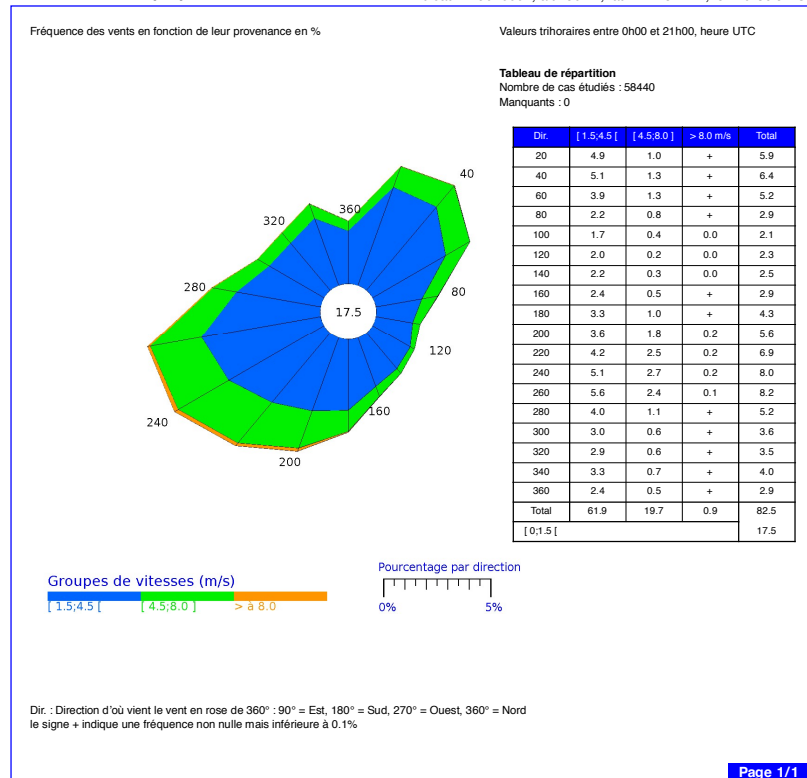 Fréquence des vents en fonction de leur provenance en %
Valeurs trihoraires entre 0h00 et 21h00, heure UTC
Tableau de répartition
Nombre de cas étudiés : 58440
Manquants : 0
Dir. [ 1.5;4.5 [ [ 4.5;8.0 ] > 8.0 m/s Total
20 4.9 1.0 + 5.9
40 5.1 1.3 + 6.4
60 3.9 1.3 + 5.2
80 2.2 0.8 + 2.9
100 1.7 0.4 0.0 2.1
120 2.0 0.2 0.0 2.3
140 2.2 0.3 0.0 2.5
160 2.4 0.5 + 2.9
180 3.3 1.0 + 4.3
200 3.6 1.8 0.2 5.6
220 4.2 2.5 0.2 6.9
240 5.1 2.7 0.2 8.0
260 5.6 2.4 0.1 8.2
280 4.0 1.1 + 5.2
300 3.0 0.6 + 3.6
320 2.9 0.6 + 3.5
340 3.3 0.7 + 4.0
360 2.4 0.5 + 2.9
Total 61.9 19.7 0.9 82.5
[ 0;1.5 [ 17.5
40
360
320
280
80
17.5
120
160
240
200
Groupes de vitesses (m/s)
[ 1.5;4.5 [ [ 4.5;8.0 ] > à 8.0
Pourcentage par direction
0% 5%
Dir. : Direction d'où vient le vent en rose de 360° : 90° = Est, 180° = Sud, 270° = Ouest, 360° = Nord
le signe + indique une fréquence non nulle mais inférieure à 0.1%
Page 1/1